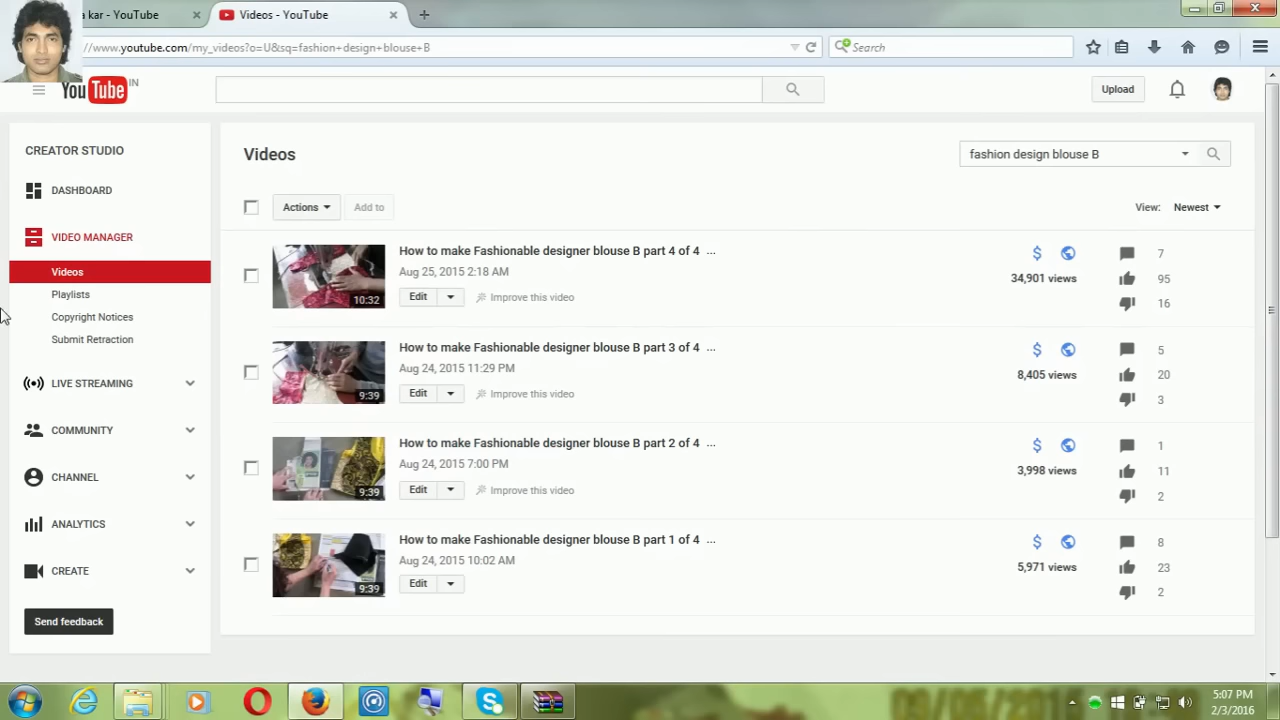 a kar - YouTube
Videos - YouTube
//www.youtube.com/my_videos?o=U&sq=fashion+design+blouse+B
Search
YouTube IN
Upload
CREATOR STUDIO
DASHBOARD
VIDEO MANAGER
Videos
Playlists
Copyright Notices
Submit Retraction
LIVE STREAMING
COMMUNITY
CHANNEL
ANALYTICS
CREATE
Send feedback
Videos
fashion design blouse B
Actions
Add to
View: Newest
How to make Fashionable designer blouse B part 4 of 4 ...
Aug 25, 2015 2:18 AM
Edit
Improve this video
10:32
34,901 views
7
95
16
How to make Fashionable designer blouse B part 3 of 4 ...
Aug 24, 2015 11:29 PM
Edit
Improve this video
9:39
8,405 views
5
20
3
How to make Fashionable designer blouse B part 2 of 4 ...
Aug 24, 2015 7:00 PM
Edit
Improve this video
9:39
3,998 views
1
11
2
How to make Fashionable designer blouse B part 1 of 4 ...
Aug 24, 2015 10:02 AM
Edit
9:39
5,971 views
8
23
2
5:07 PM
2/3/2016